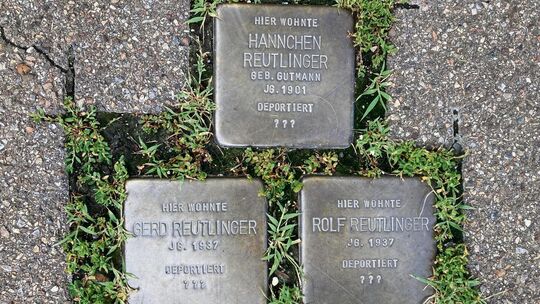 HIER WOHNTE
HANNCHEN
REUTLINGER
GEB. GUTMANN
JG. 1901
DEPORTIERT
???
HIER WOHNTE
GERD REUTLINGER
JG. 1937
DEPORTIERT
???
HIER WOHNTE
ROLF REUTLINGER
JG. 1937
DEPORTIERT
???